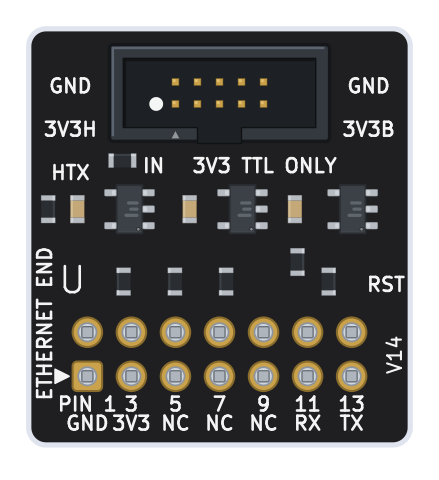 GND GND
3V3H 3V3B
IN 3V3 TTL ONLY
HTX
ETHERNET END
U RST
V14
PIN 1 3 5 7 9 11 13
GND 3V3 NC NC NC RX TX